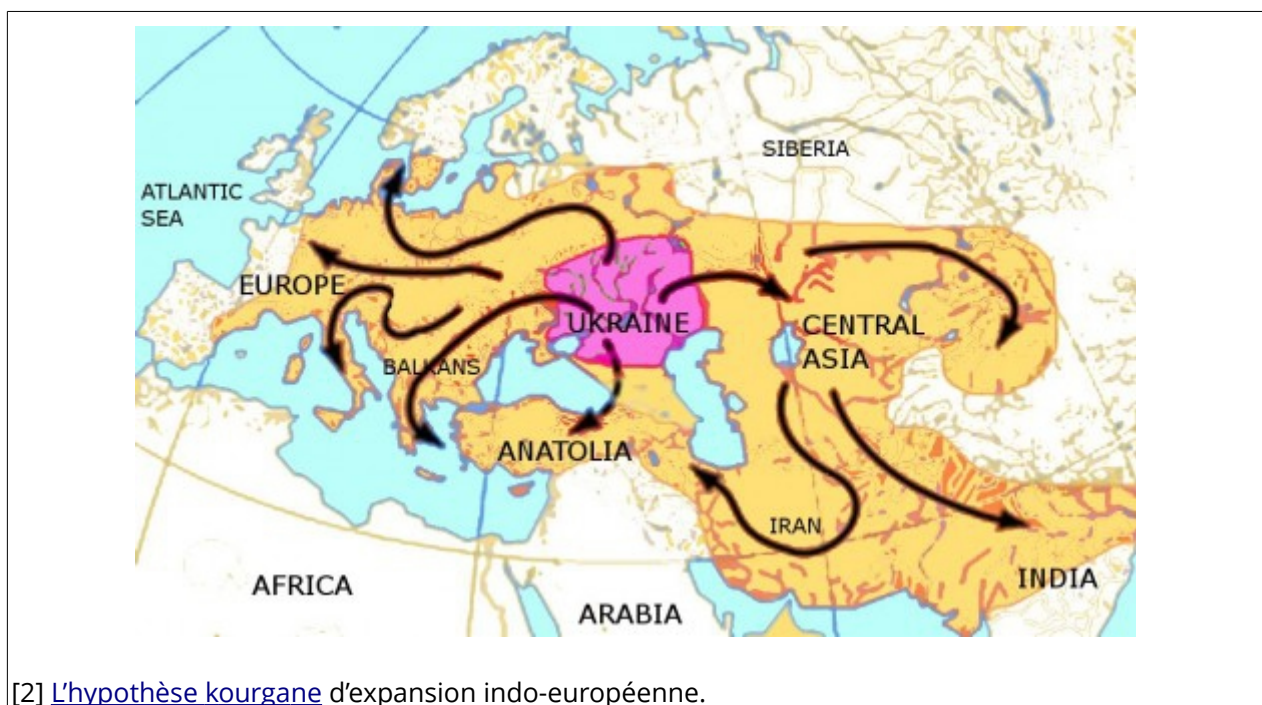 SIBERIA
ATLANTIC
SEA
EUROPE
UKRAINE
CENTRAL
ASIA
BALKANS
ANATOLIA
IRAN
AFRICA
ARABIA
INDIA
[2] L’hypothèse kourgane d’expansion indo-européenne.